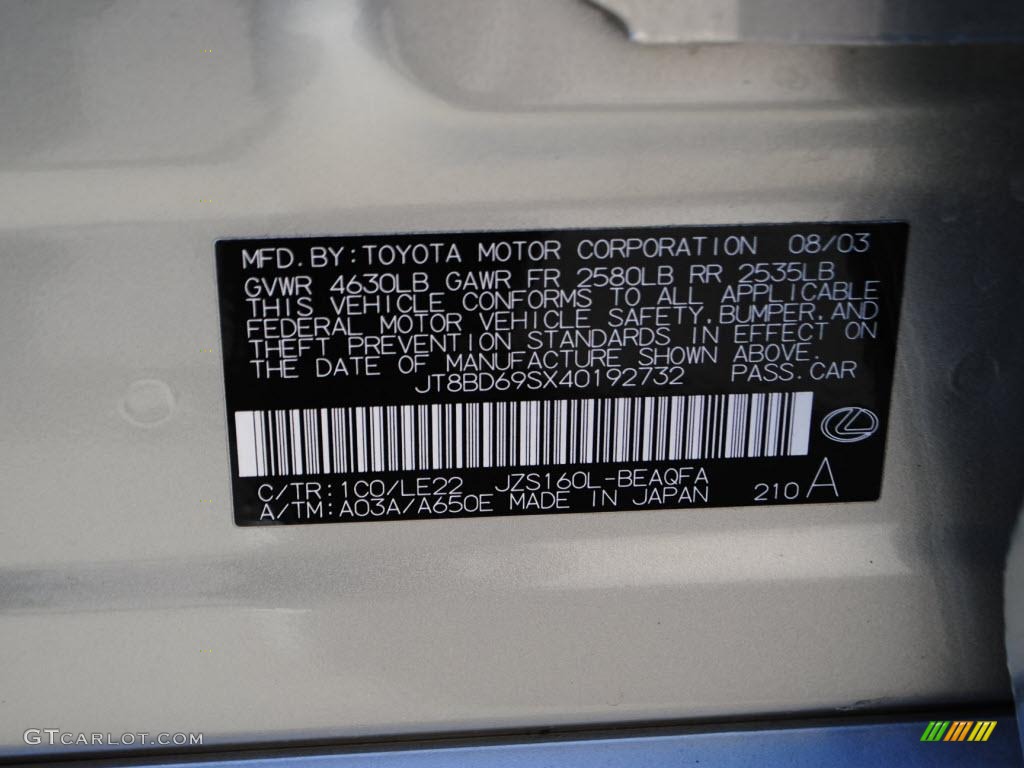 MFD. BY: TOYOTA MOTOR CORPORATION 08/03
GVWR 4630LB GAWR FR 2580LB RR 2535LB
THIS VEHICLE CONFORMS TO ALL APPLICABLE
FEDERAL MOTOR VEHICLE SAFETY, BUMPER, AND
THEFT PREVENTION STANDARDS IN EFFECT ON
THE DATE OF MANUFACTURE SHOWN ABOVE.
JT8BD69SX40192732 PASS. CAR
C/TR: 1C0/LE22 JZS160L-BEAQFA
A/TM: A03A/A650E MADE IN JAPAN 210 A
GTCARLOT.COM